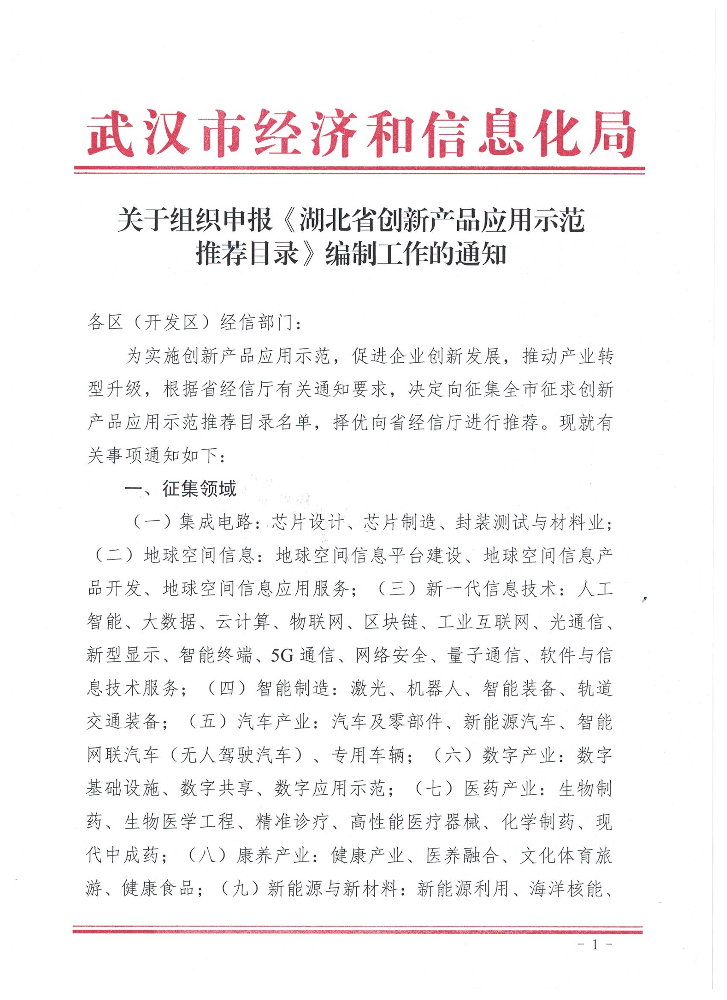 武汉市经济和信息化局
关于组织申报《湖北省创新产品应用示范
推荐目录》编制工作的通知
各区（开发区）经信部门：
为实施创新产品应用示范，促进企业创新发展，推动产业转
型升级，根据省经信厅有关通知要求，决定向征集全市征求创新
产品应用示范推荐目录名单，择优向省经信厅进行推荐。现就有
关事项通知如下：
一、征集领域
（一）集成电路：芯片设计、芯片制造、封装测试与材料业；
（二）地球空间信息：地球空间信息平台建设、地球空间信息产
品开发、地球空间信息应用服务；（三）新一代信息技术：人工
智能、大数据、云计算、物联网、区块链、工业互联网、光通信、
新型显示、智能终端、5G 通信、网络安全、量子通信、软件与信
息技术服务；（四）智能制造：激光、机器人、智能装备、轨道
交通装备；（五）汽车产业：汽车及零部件、新能源汽车、智能
网联汽车（无人驾驶汽车）、专用车辆；（六）数字产业：数字
基础设施、数字共享、数字应用示范；（七）医药产业：生物制
药、生物医学工程、精准诊疗、高性能医疗器械、化学制药、现
代中成药；（八）康养产业：健康产业、医养融合、文化体育旅
游、健康食品；（九）新能源与新材料：新能源利用、海洋核能、
- 1 -